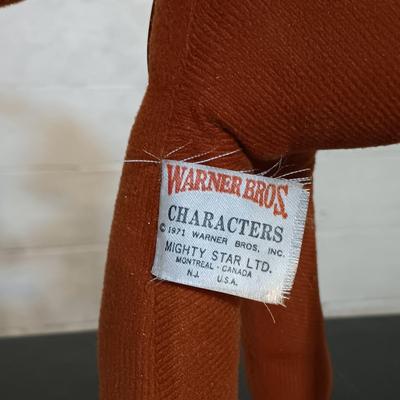 WARNER BROS.
CHARACTERS
© 1971 WARNER BROS. INC.
MIGHTY STAR LTD.
MONTREAL - CANADA
N.J. U.S.A.